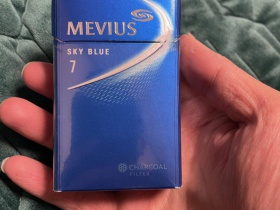 MEVIUS
SKY BLUE
7
CHARCOAL
FILTER